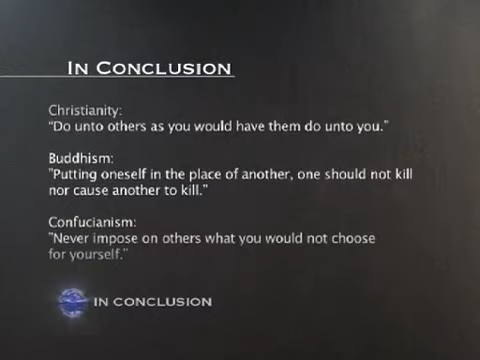 IN CONCLUSION
Christianity:
“Do unto others as you would have them do unto you.”
Buddhism:
"Putting oneself in the place of another, one should not kill
nor cause another to kill."
Confucianism:
"Never impose on others what you would not choose
for yourself."
IN CONCLUSION